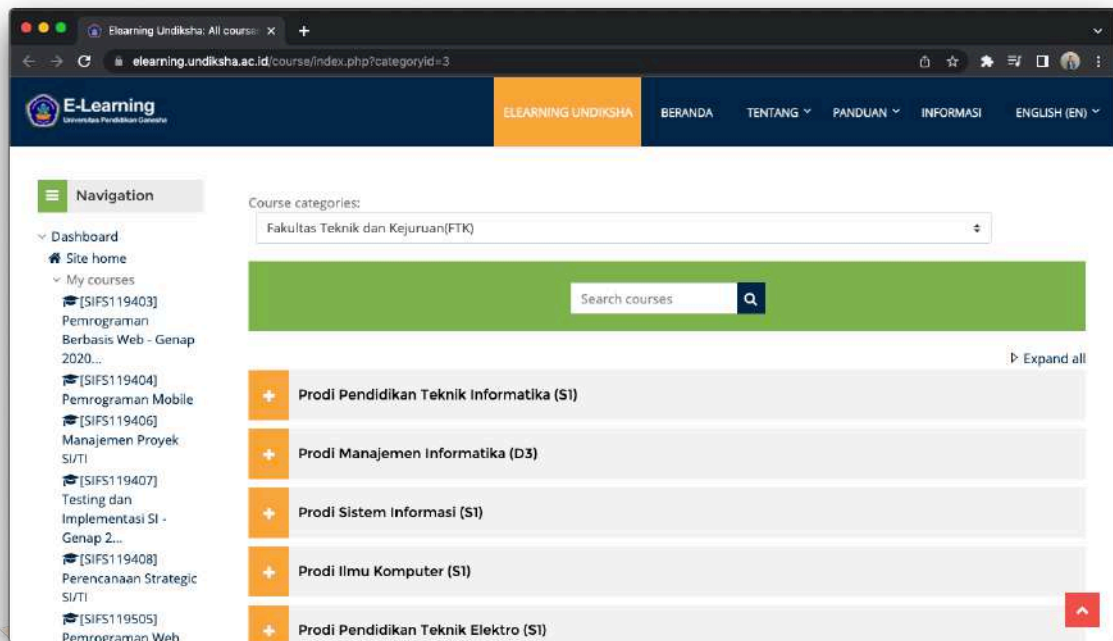 Elearning Undiksha: All course
elearning.undiksha.ac.id/course/index.php?categoryid=3
E-Learning
Universitas Pendidikan Ganesha
ELEARNING UNDIKSHA
BERANDA
TENTANG
PANDUAN
INFORMASI
ENGLISH (EN)
Navigation
Dashboard
Site home
My courses
[SIFS119403]
Pemrograman
Berbasis Web - Genap
2020...
[SIFS119404]
Pemrograman Mobile
[SIFS119406]
Manajemen Proyek
SI/TI
[SIFS119407]
Testing dan
Implementasi SI -
Genap 2...
[SIFS119408]
Perencanaan Strategic
SI/TI
[SIFS119505]
Pemrograman Web
Course categories:
Fakultas Teknik dan Kejuruan(FTK)
Search courses
Expand all
Prodi Pendidikan Teknik Informatika (S1)
Prodi Manajemen Informatika (D3)
Prodi Sistem Informasi (S1)
Prodi Ilmu Komputer (S1)
Prodi Pendidikan Teknik Elektro (S1)